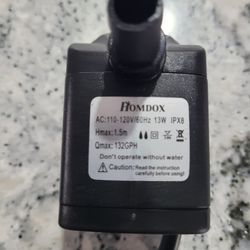 HOMDOX
AC:110-120V/60Hz 13W IPX8
Hmax:1.5m
Qmax:132GPH
Don't operate without water
Caution: Read the instruction
carefully before using!